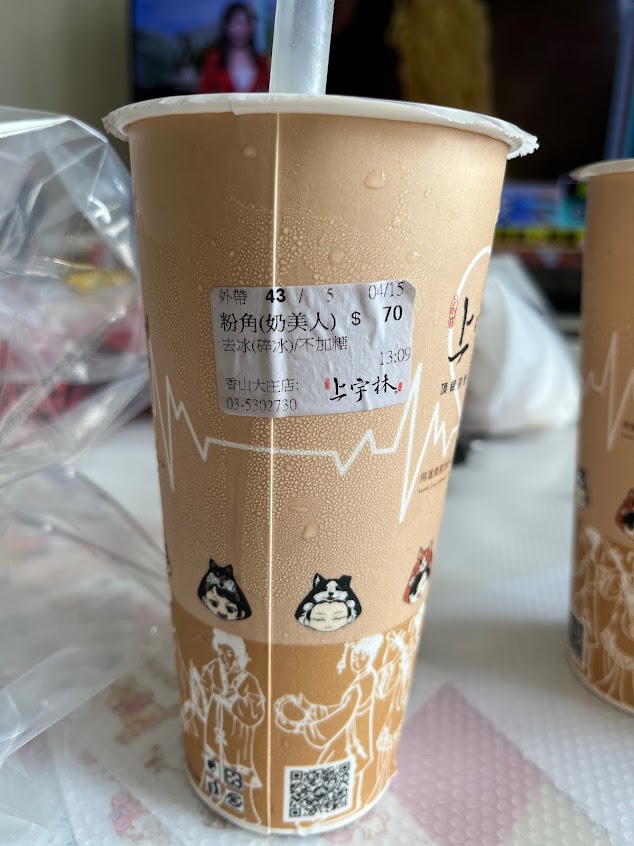 外帶 43 / 5 04/15
粉角(奶美人) $ 70
去冰(碎冰)/不加糖
13:09
香山大庄店:
03-5302730
上宇林
上